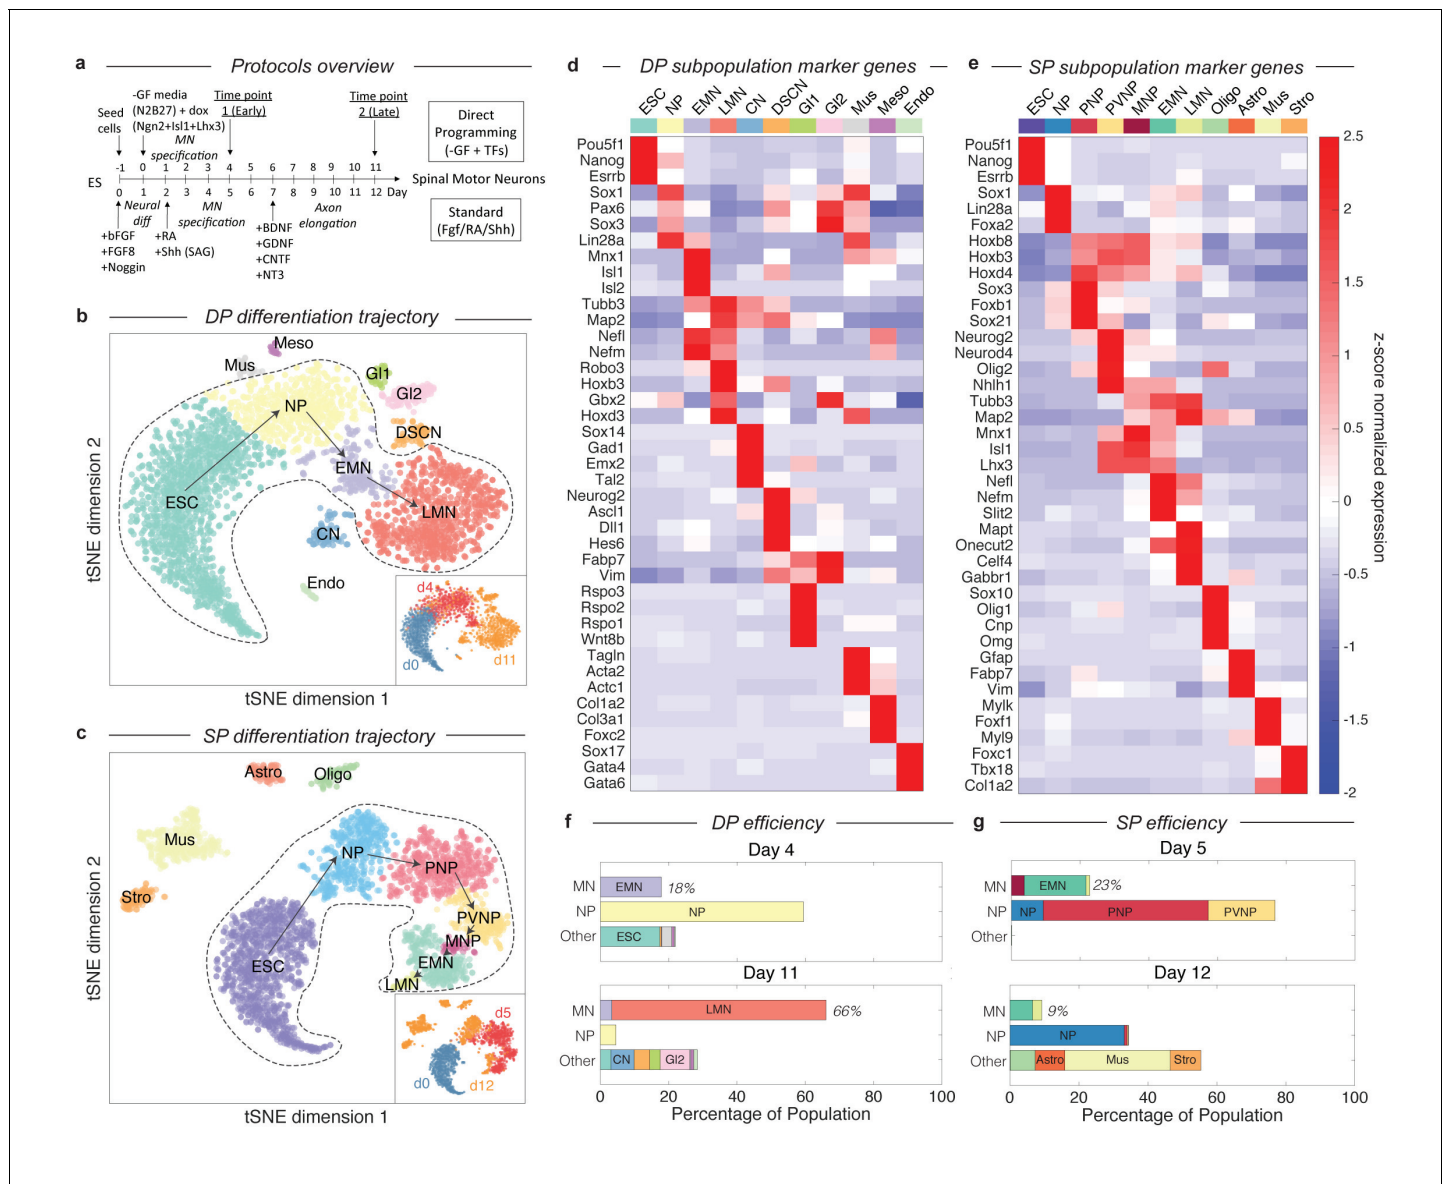 a
Protocols overview
Seed cells
-GF media
(N2B27) + dox
(Ngn2+Isl1+Lhx3)
MN
specification
Time point
1 (Early)
Time point
2 (Late)
Direct
Programming
(-GF + TFs)
-1 0 1 2 3 4 5 6 7 8 9 10 11
ES
Spinal Motor Neurons
0 1 2 3 4 5 6 7 8 9 10 11 12 Day
Neural
diff
MN
specification
Axon
elongation
Standard
(Fgf/RA/Shh)
+bFGF
+FGF8
+Noggin
+RA
+Shh (SAG)
+BDNF
+GDNF
+CNTF
+NT3
b
DP differentiation trajectory
Meso
Mus
Gl1
Gl2
NP
DSCN
EMN
ESC
LMN
CN
Endo
d4
d0
d11
tSNE dimension 2
tSNE dimension 1
c
SP differentiation trajectory
Astro
Oligo
Mus
NP
PNP
Stro
PVNP
MNP
EMN
ESC
LMN
d5
d0
d12
tSNE dimension 2
tSNE dimension 1
d
DP subpopulation marker genes
ESC NP EMN LMN CN DSCN Gl1 Gl2 Mus Meso Endo
Pou5f1
Nanog
Esrrb
Sox1
Pax6
Sox3
Lin28a
Mnx1
Isl1
Isl2
Tubb3
Map2
Nefl
Nefm
Robo3
Hoxb3
Gbx2
Hoxd3
Sox14
Gad1
Emx2
Tal2
Neurog2
Ascl1
Dll1
Hes6
Fabp7
Vim
Rspo3
Rspo2
Rspo1
Wnt8b
Tagln
Acta2
Actc1
Col1a2
Col3a1
Foxc2
Sox17
Gata4
Gata6
e
SP subpopulation marker genes
ESC NP PNP PVNP MNP EMN LMN Oligo Astro Mus Stro
Pou5f1
Nanog
Esrrb
Sox1
Lin28a
Foxa2
Hoxb8
Hoxb3
Hoxd4
Sox3
Foxb1
Sox21
Neurog2
Neurod4
Olig2
Nhlh1
Tubb3
Map2
Mnx1
Isl1
Lhx3
Nefl
Nefm
Slit2
Mapt
Onecut2
Celf4
Gabbr1
Sox10
Olig1
Cnp
Omg
Gfap
Fabp7
Vim
Mylk
Foxf1
Myl9
Foxc1
Tbx18
Col1a2
2.5
2
1.5
1
0.5
0
-0.5
-1
-1.5
-2
z-score normalized expression
f
DP efficiency
Day 4
MN EMN 18%
NP NP
Other ESC
Day 11
MN LMN 66%
NP
Other CN Gl2
0 20 40 60 80 100
Percentage of Population
g
SP efficiency
Day 5
MN EMN 23%
NP NP PNP PVNP
Other
Day 12
MN 9%
NP NP
Other Astro Mus Stro
0 20 40 60 80 100
Percentage of Population